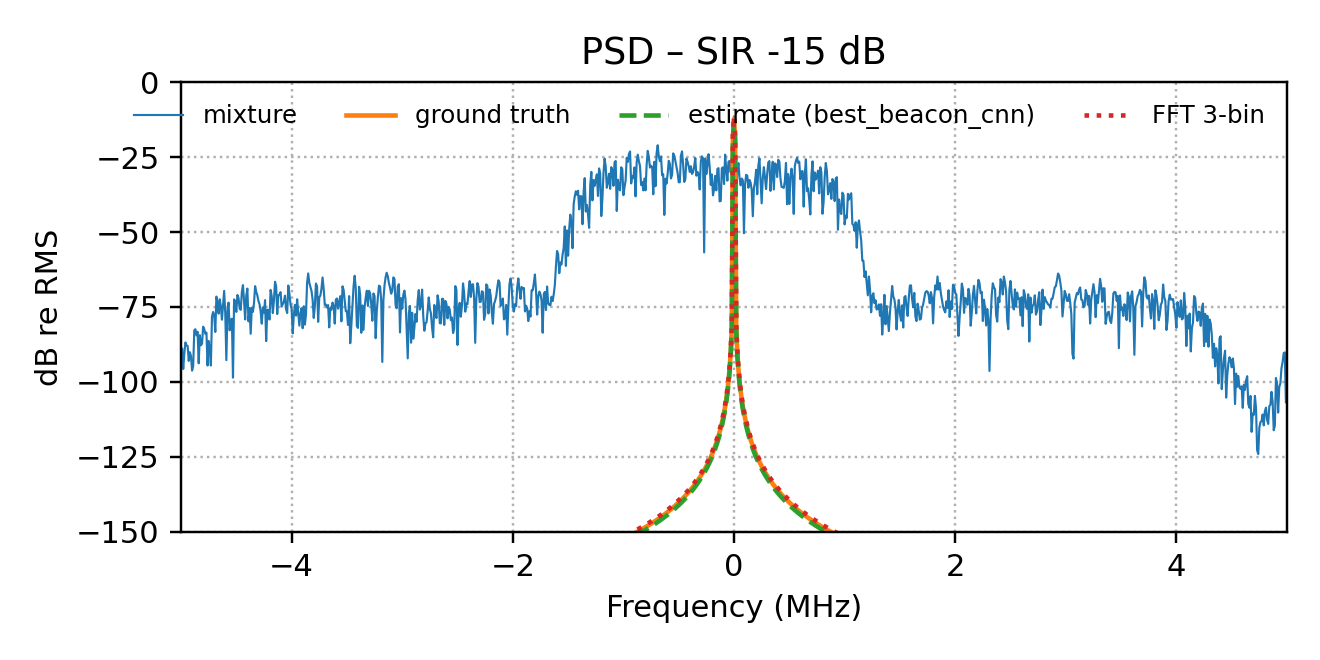 PSD – SIR -15 dB
mixture ground truth estimate (best_beacon_cnn) FFT 3-bin
0
−25
−50
−75
−100
−125
−150
dB re RMS
−4 −2 0 2 4
Frequency (MHz)